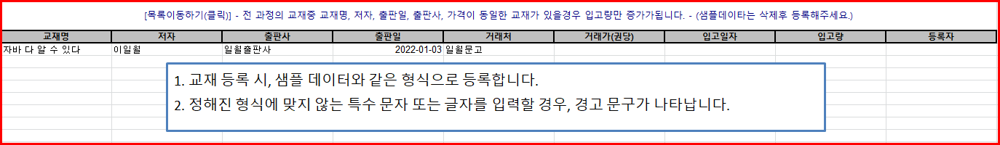 [목록이동하기(클릭)] - 전 과정의 교재중 교재명, 저자, 출판일, 출판사, 가격이 동일한 교재가 있을경우 입고량만 증가가됩니다. - (샘플데이타는 삭제후 등록해주세요.)
교재명 저자 출판사 출판일 거래처 거래가(권당) 입고일자 입고량 등록자
자바 다 알 수 있다 이일월 일월출판사 2022-01-03 일월문고
1. 교재 등록 시, 샘플 데이터와 같은 형식으로 등록합니다.
2. 정해진 형식에 맞지 않는 특수 문자 또는 글자를 입력할 경우, 경고 문구가 나타납니다.